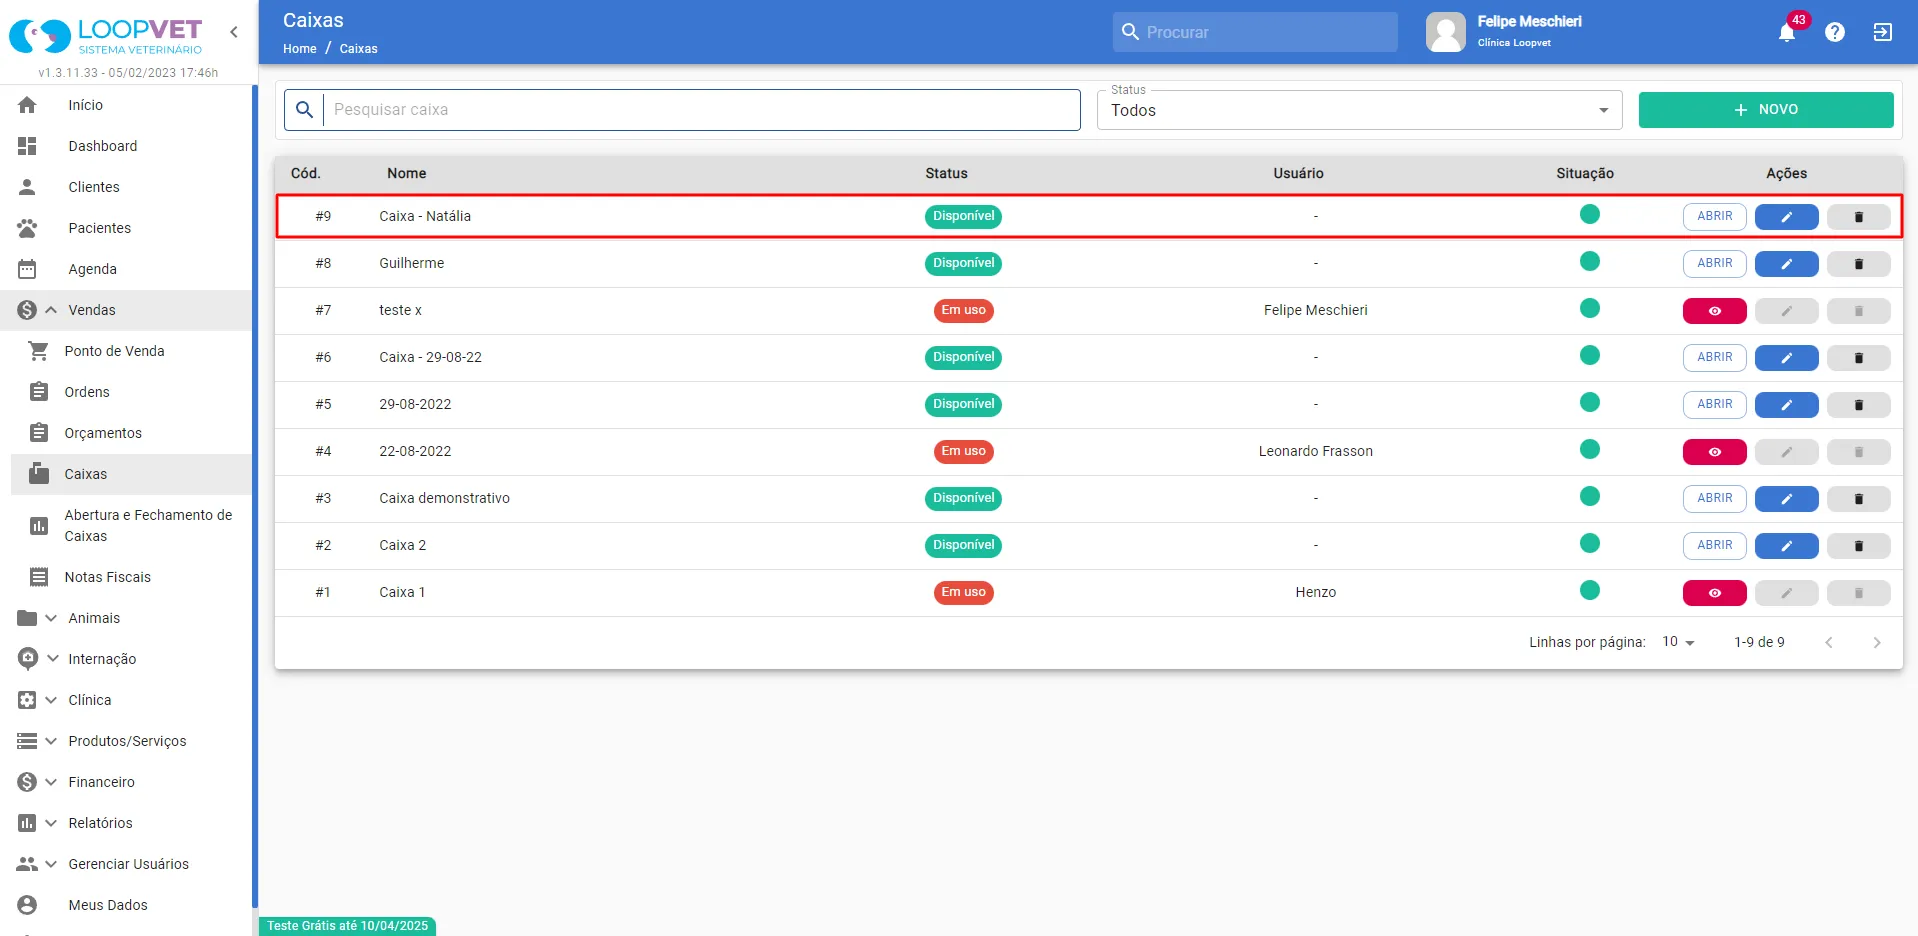 LOOPVET
SISTEMA VETERINÁRIO
v1.3.11.33 - 05/02/2023 17:46h
Início
Dashboard
Clientes
Pacientes
Agenda
Vendas
Ponto de Venda
Ordens
Orçamentos
Caixas
Abertura e Fechamento de
Caixas
Notas Fiscais
Animais
Internação
Clínica
Produtos/Serviços
Financeiro
Relatórios
Gerenciar Usuários
Meus Dados
Caixas
Home / Caixas
Procurar
Felipe Meschieri
Clínica Loopvet
43
Pesquisar caixa
Status
Todos
+ NOVO
Cód. Nome Status Usuário Situação Ações
#9 Caixa - Natália Disponível - ABRIR
#8 Guilherme Disponível - ABRIR
#7 teste x Em uso Felipe Meschieri
#6 Caixa - 29-08-22 Disponível - ABRIR
#5 29-08-2022 Disponível - ABRIR
#4 22-08-2022 Em uso Leonardo Frasson
#3 Caixa demonstrativo Disponível - ABRIR
#2 Caixa 2 Disponível - ABRIR
#1 Caixa 1 Em uso Henzo
Linhas por página: 10 1-9 de 9
Teste Grátis até 10/04/2025